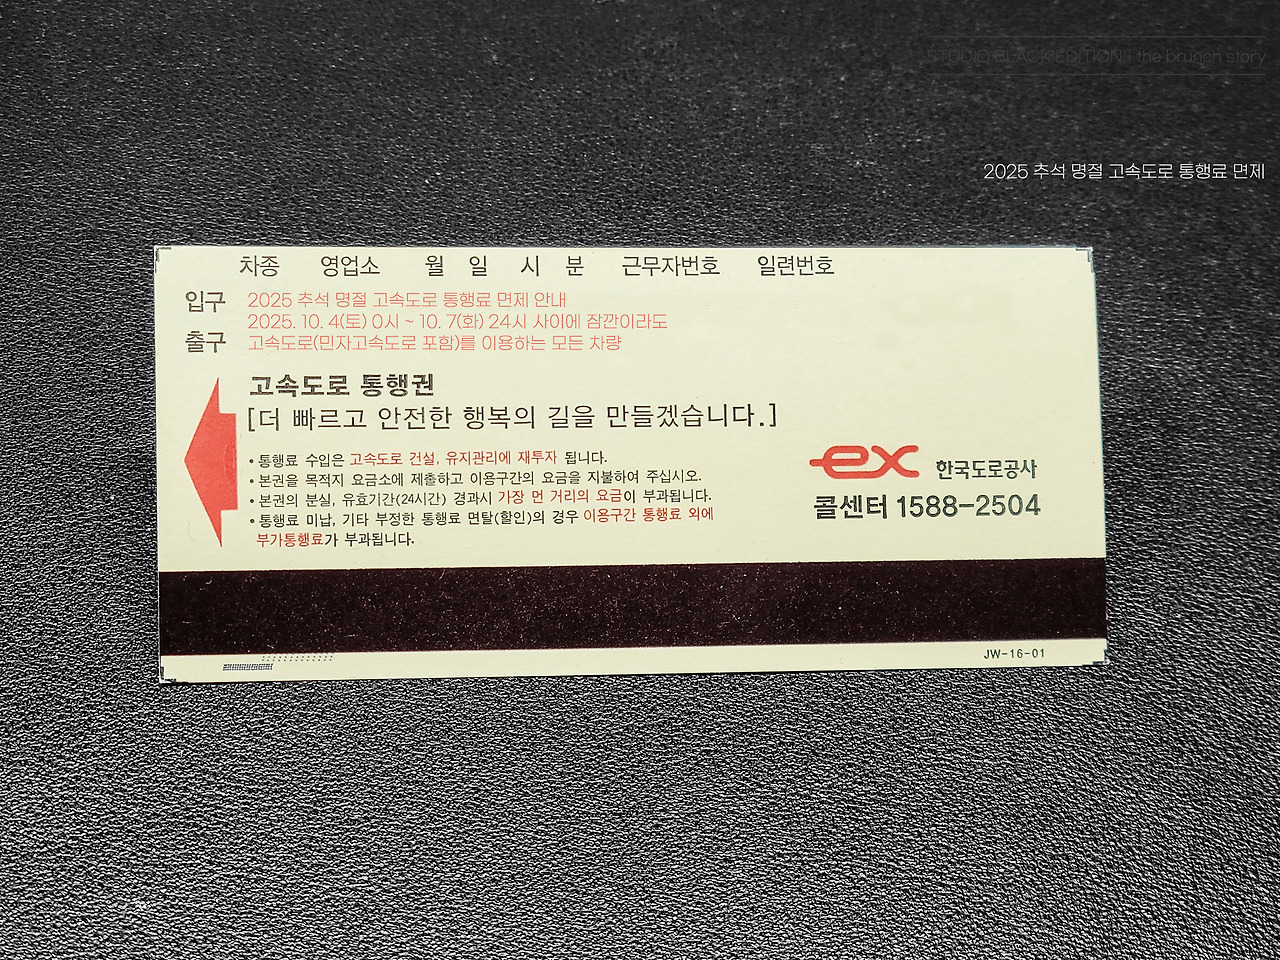 STUDIO BLACK EDITION | the brunch story
2025 추석 명절 고속도로 통행료 면제
차종 영업소 월 일 시 분 근무자번호 일련번호
입구 2025 추석 명절 고속도로 통행료 면제 안내
2025. 10. 4(토) 0시 ~ 10. 7(화) 24시 사이에 잠깐이라도
출구 고속도로(민자고속도로 포함)를 이용하는 모든 차량
고속도로 통행권
[더 빠르고 안전한 행복의 길을 만들겠습니다.]
• 통행료 수입은 고속도로 건설, 유지관리에 재투자 됩니다.
• 본권을 목적지 요금소에 제출하고 이용구간의 요금을 지불하여 주십시오.
• 본권의 분실, 유효기간(24시간) 경과시 가장 먼 거리의 요금이 부과됩니다.
• 통행료 미납, 기타 부정한 통행료 면탈(할인)의 경우 이용구간 통행료 외에
부가통행료가 부과됩니다.
ex 한국도로공사
콜센터 1588-2504
JW-16-01